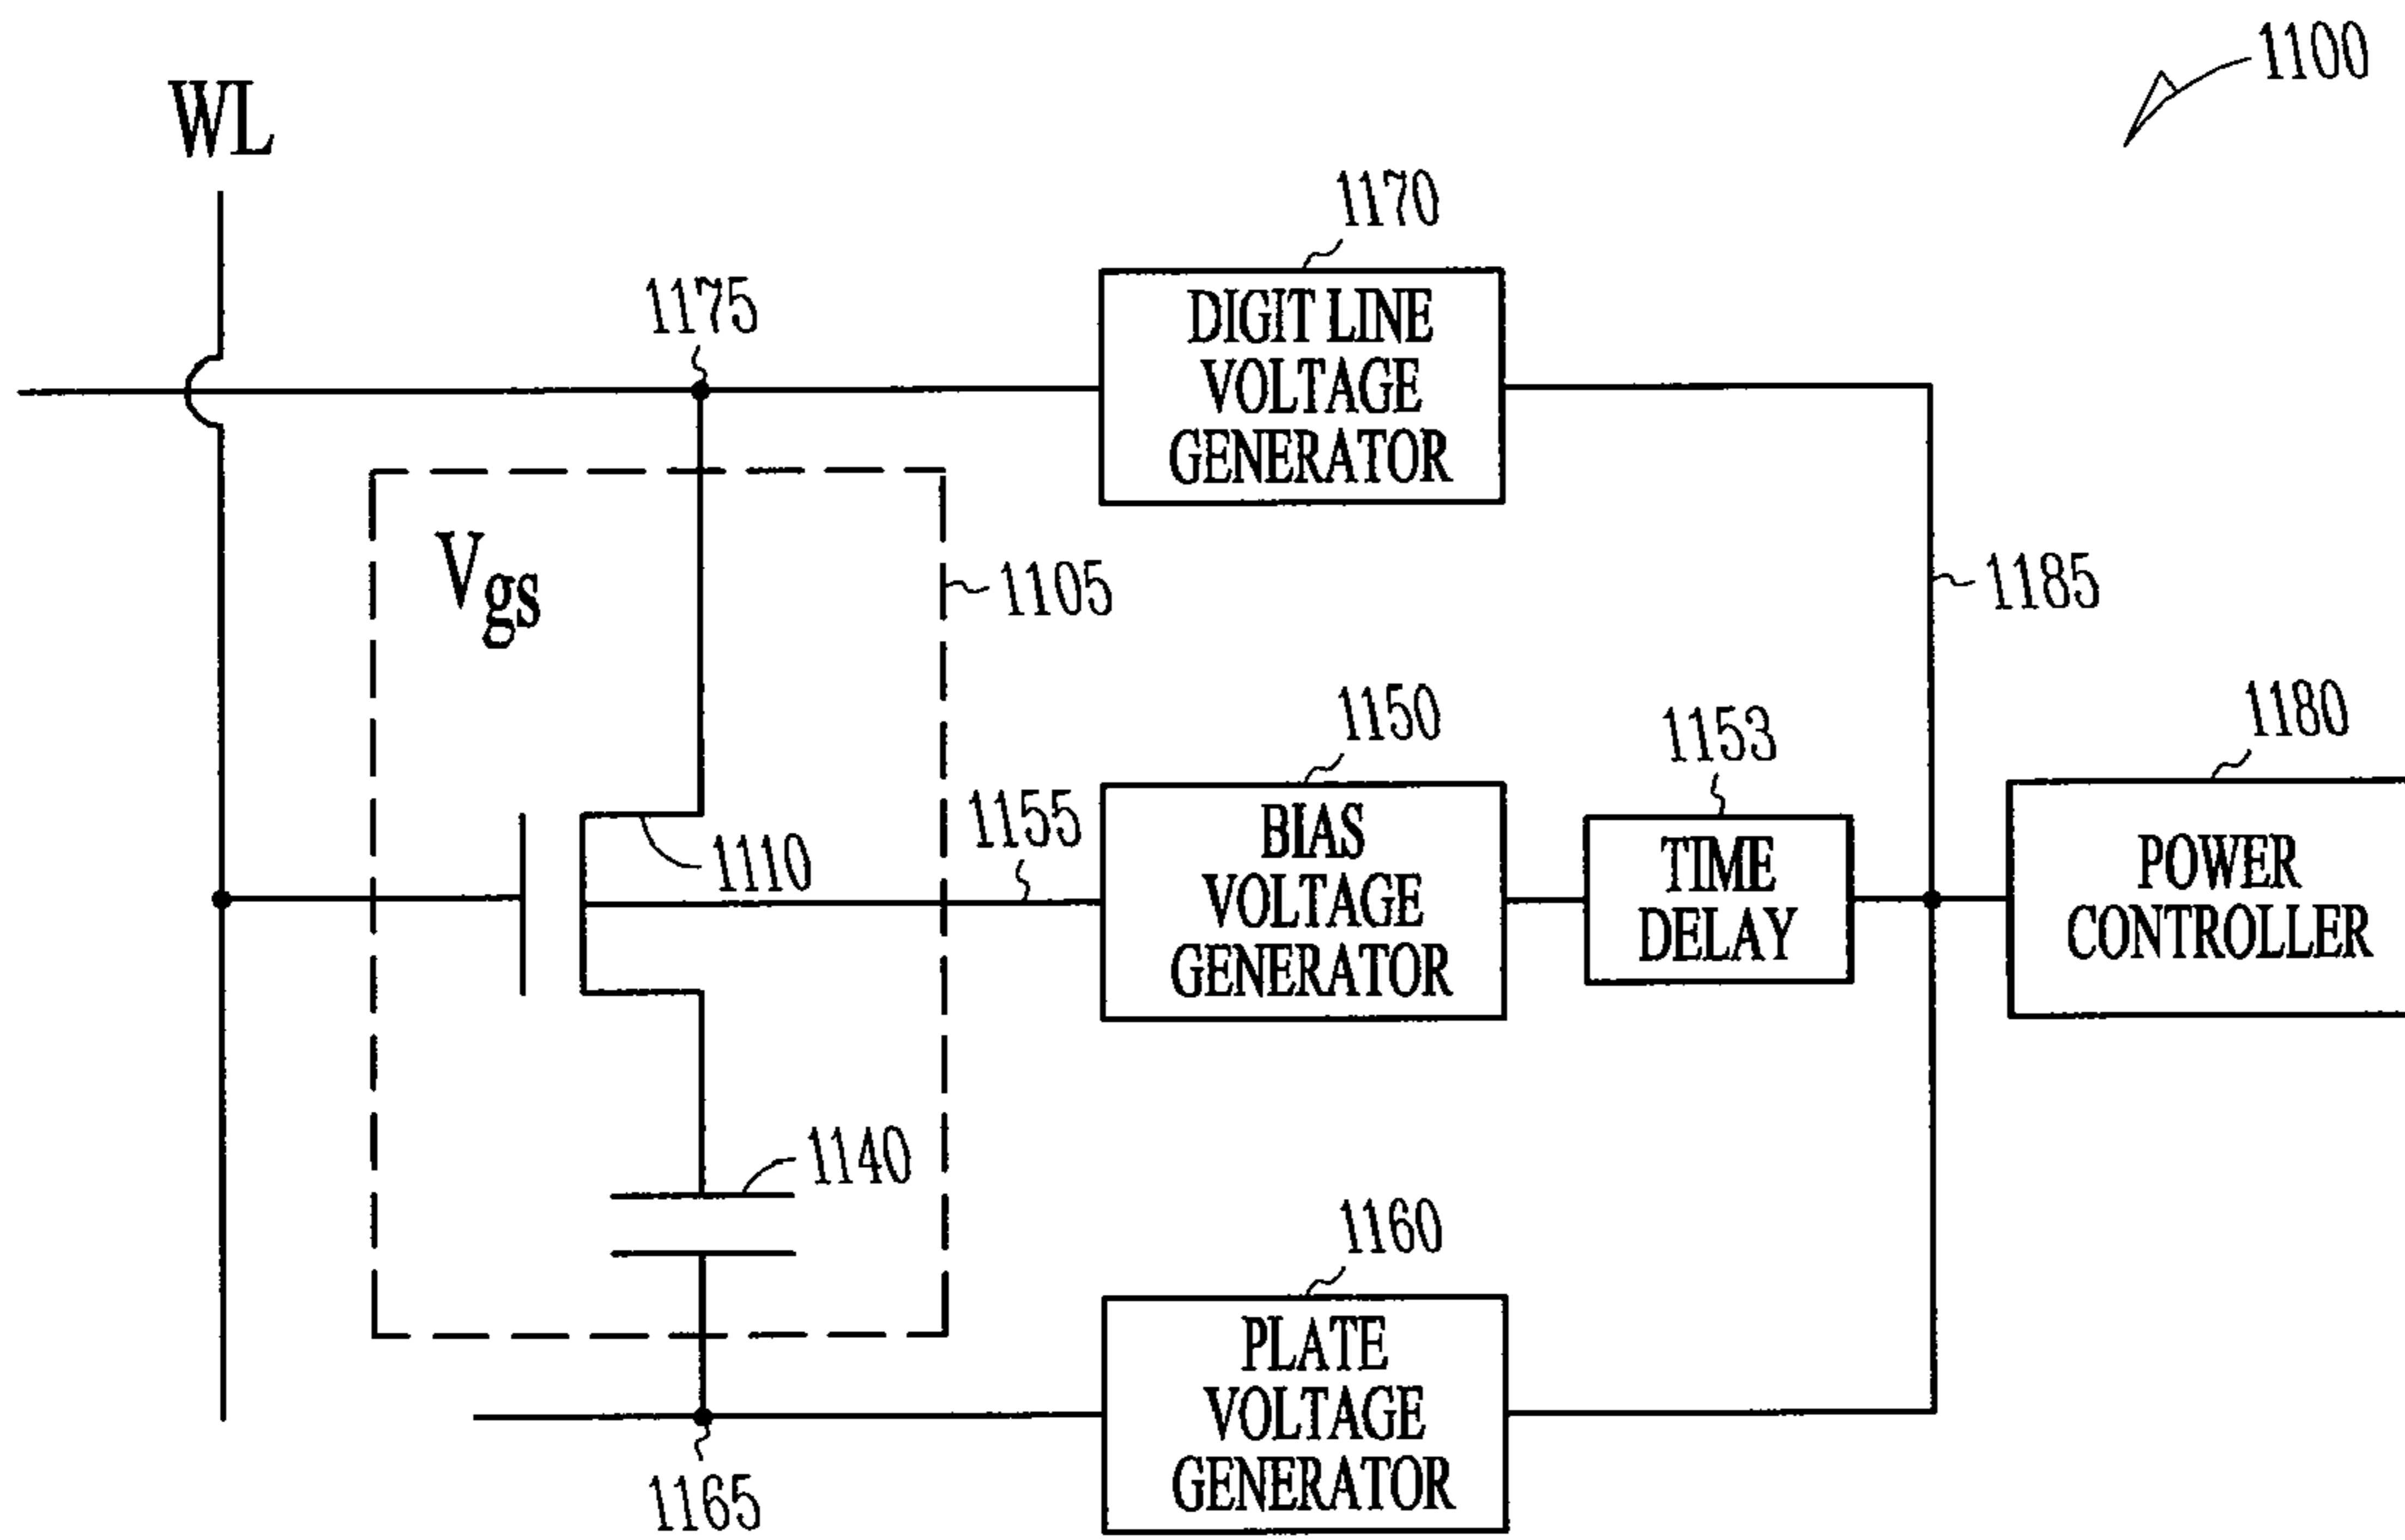 1100
WL
1170
1175
DIGIT LINE
VOLTAGE
GENERATOR
Vgs
1105
1185
1150
1153
1180
1155
1110
BIAS
VOLTAGE
GENERATOR
TIME
DELAY
POWER
CONTROLLER
1140
1160
PLATE
VOLTAGE
GENERATOR
1165